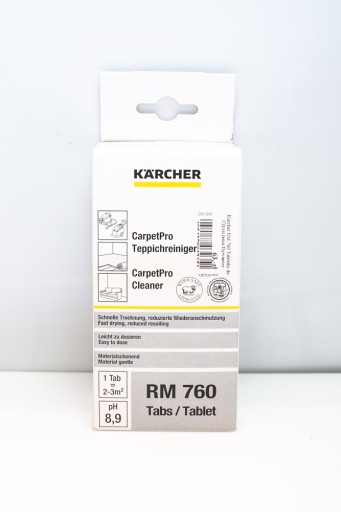 KÄRCHER
CarpetPro
Teppichreiniger
CarpetPro
Cleaner
Schnelle Trocknung, reduzierte Wiederanschmutzung
Fast drying, reduced resoiling
Leicht zu dosieren
Easy to dose
Materialschonend
Material gentle
1 Tab
=
2-3m²
pH
8,9
RM 760
Tabs / Tablet